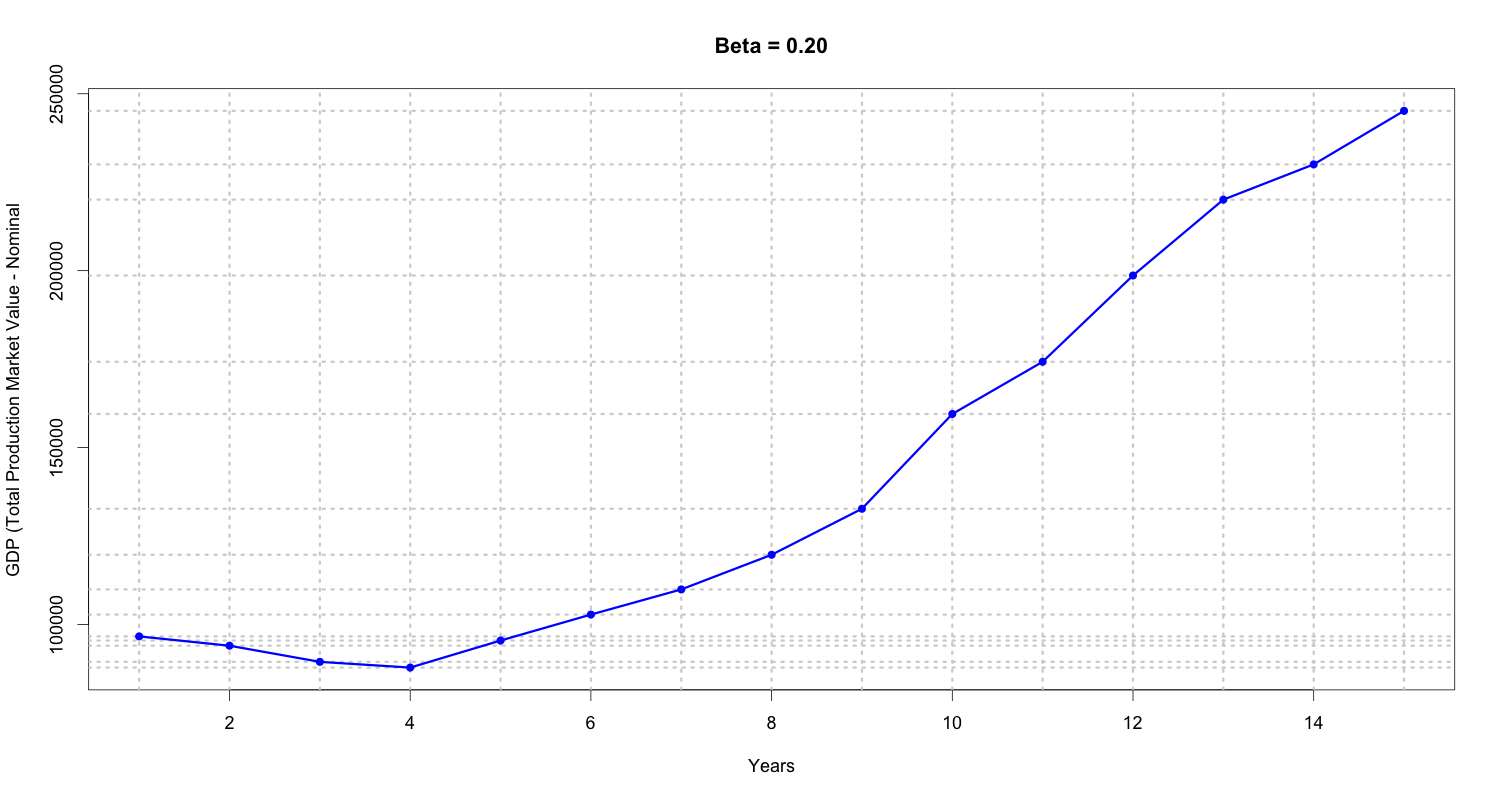 Beta = 0.20
GDP (Total Production Market Value - Nominal
250000
200000
150000
100000
2 4 6 8 10 12 14
Years